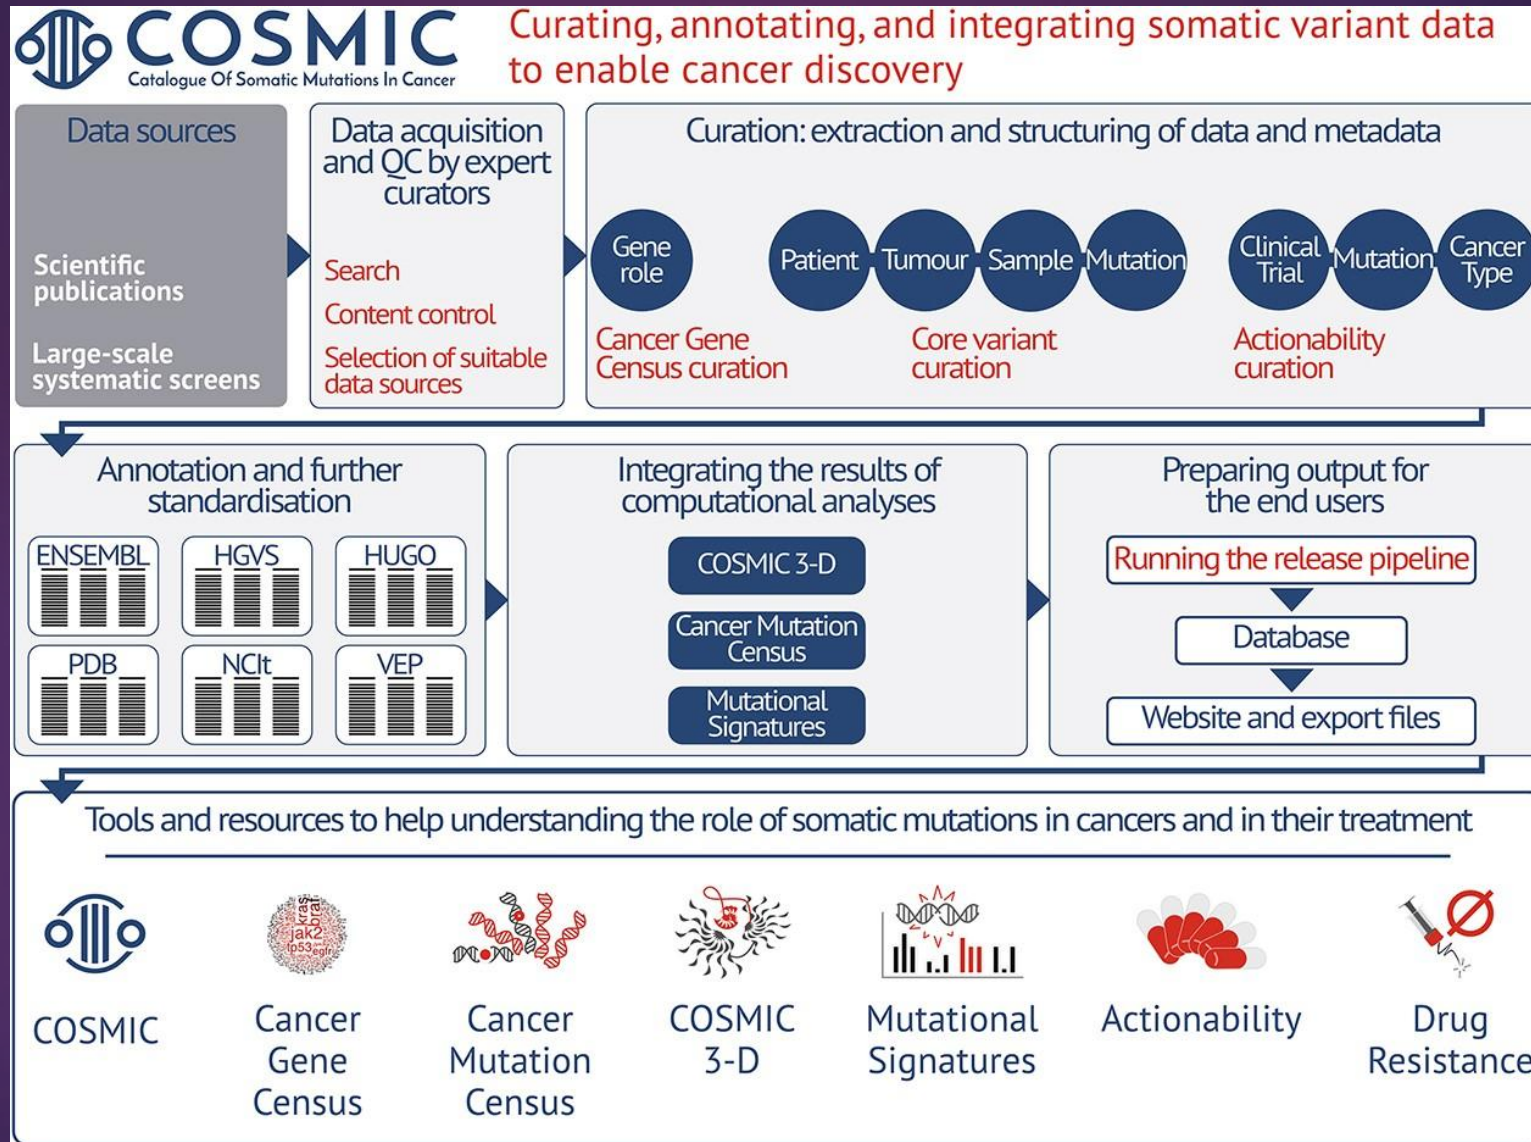 COSMIC
Catalogue Of Somatic Mutations In Cancer
Curating, annotating, and integrating somatic variant data
to enable cancer discovery
Data sources
Scientific
publications
Large-scale
systematic screens
Data acquisition
and QC by expert
curators
Search
Content control
Selection of suitable
data sources
Curation: extraction and structuring of data and metadata
Gene
role
Patient
Tumour
Sample
Mutation
Clinical
Trial
Mutation
Cancer
Type
Cancer Gene
Census curation
Core variant
curation
Actionability
curation
Annotation and further
standardisation
ENSEMBL
HGVS
HUGO
PDB
NCIt
VEP
Integrating the results of
computational analyses
COSMIC 3-D
Cancer Mutation
Census
Mutational
Signatures
Preparing output for
the end users
Running the release pipeline
Database
Website and export files
Tools and resources to help understanding the role of somatic mutations in cancers and in their treatment
kras
braf
jak2
tp53
egfr
COSMIC
Cancer
Gene
Census
Cancer
Mutation
Census
COSMIC
3-D
Mutational
Signatures
Actionability
Drug
Resistance